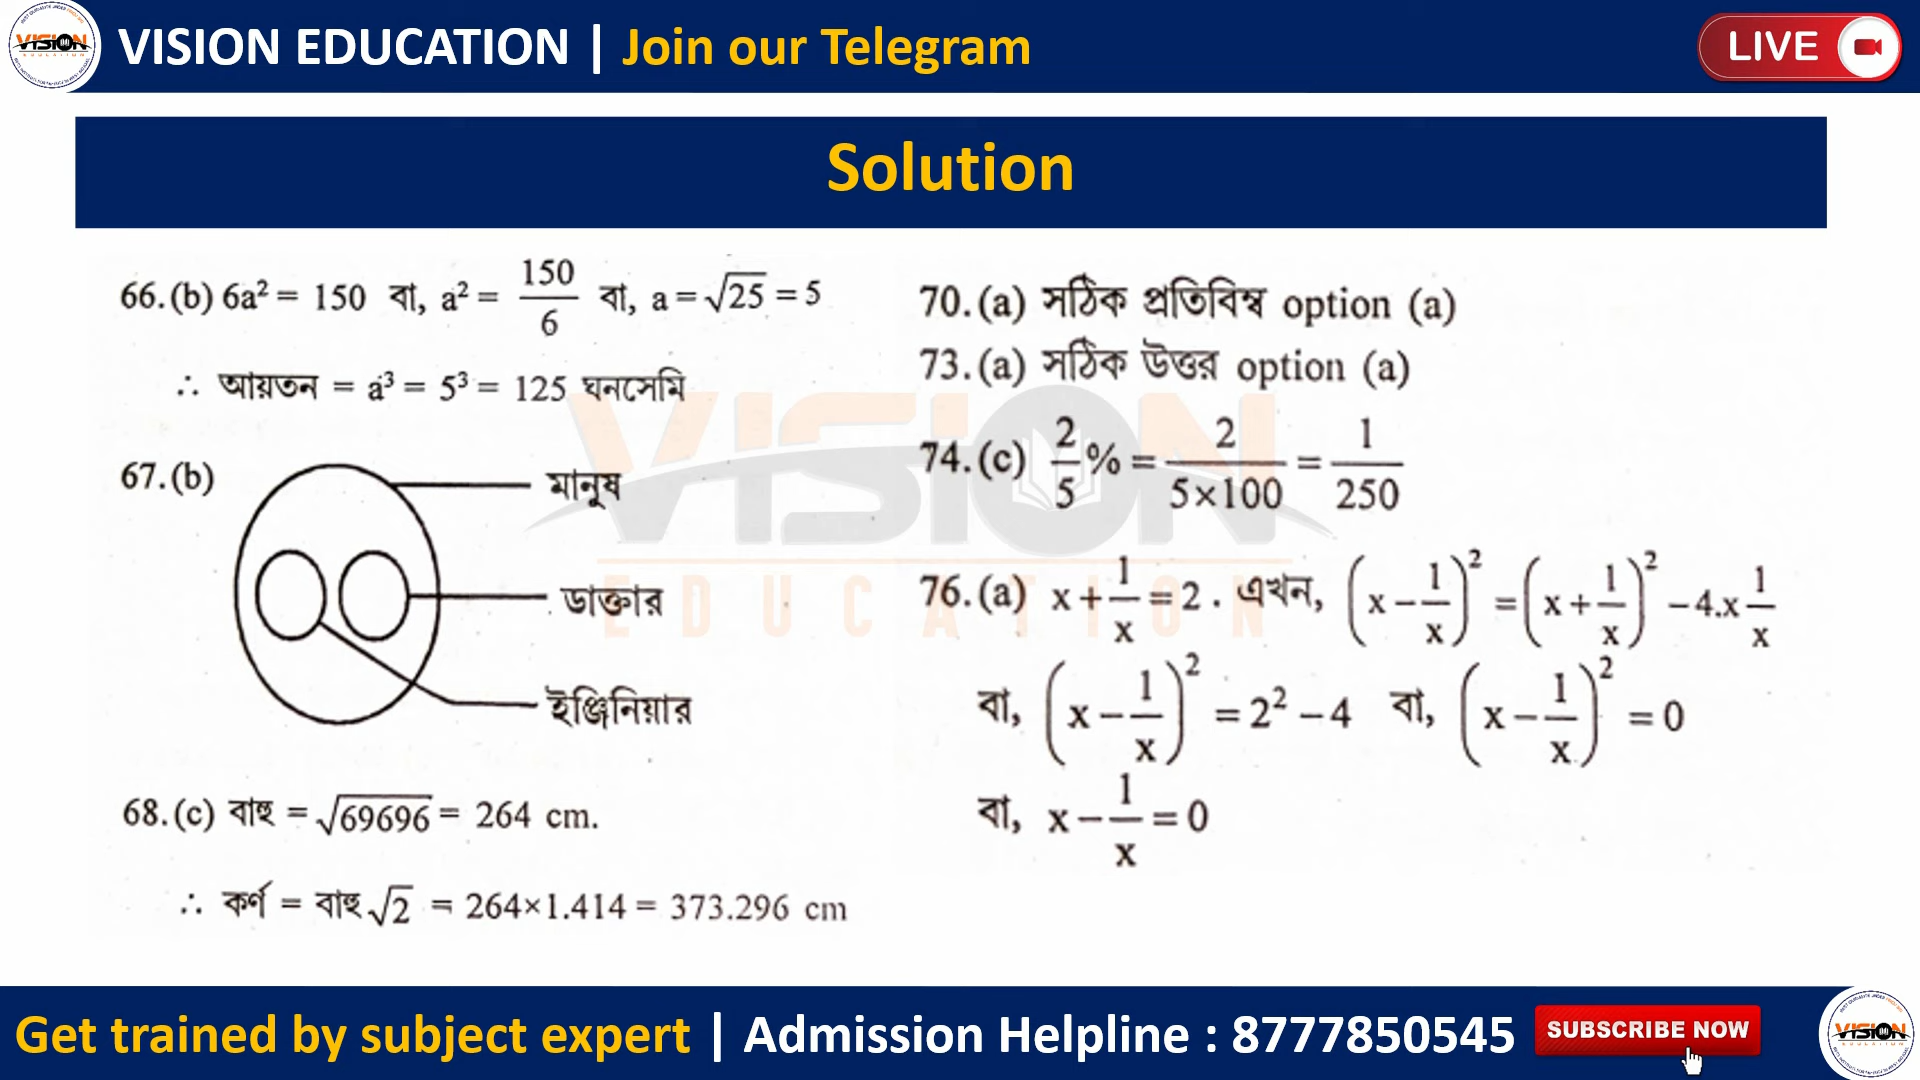 VISION EDUCATION | Join our Telegram
LIVE
Solution
66.(b) 6a² = 150 বা, a² = 150/6 বা, a = √25 = 5
∴ আয়তন = a³ = 5³ = 125 ঘনসেমি
67.(b)
মানুষ
ডাক্তার
ইঞ্জিনিয়ার
68.(c) বাহু = √69696 = 264 cm.
∴ কর্ণ = বাহু √2 = 264×1.414 = 373.296 cm
70.(a) সঠিক প্রতিবিম্ব option (a)
73.(a) সঠিক উত্তর option (a)
74.(c) 2/5 % = 2/(5×100) = 1/250
76.(a) x + 1/x = 2 . এখন, (x − 1/x)² = (x + 1/x)² − 4.x 1/x
বা, (x − 1/x)² = 2² − 4 বা, (x − 1/x)² = 0
বা, x − 1/x = 0
VISION
EDUCATION
Get trained by subject expert | Admission Helpline : 8777850545
SUBSCRIBE NOW
VISION